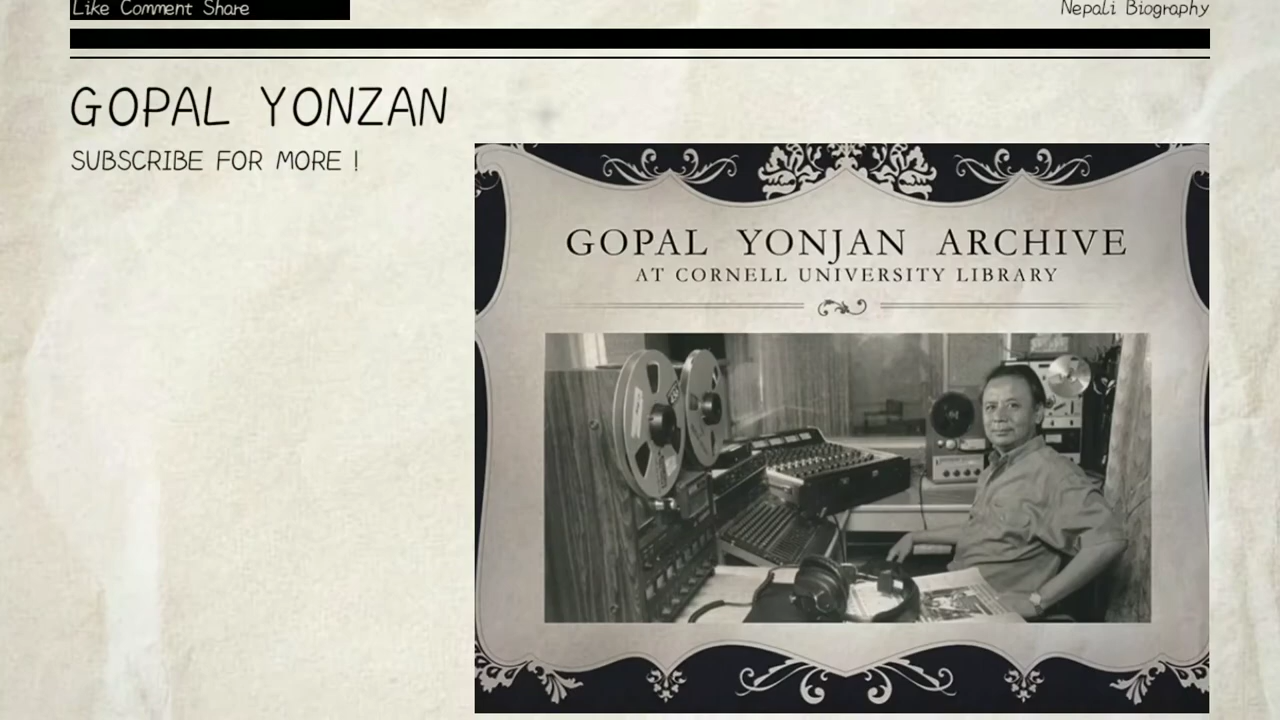 Like Comment Share
Nepali Biography
GOPAL YONZAN
SUBSCRIBE FOR MORE !
GOPAL YONJAN ARCHIVE
AT CORNELL UNIVERSITY LIBRARY